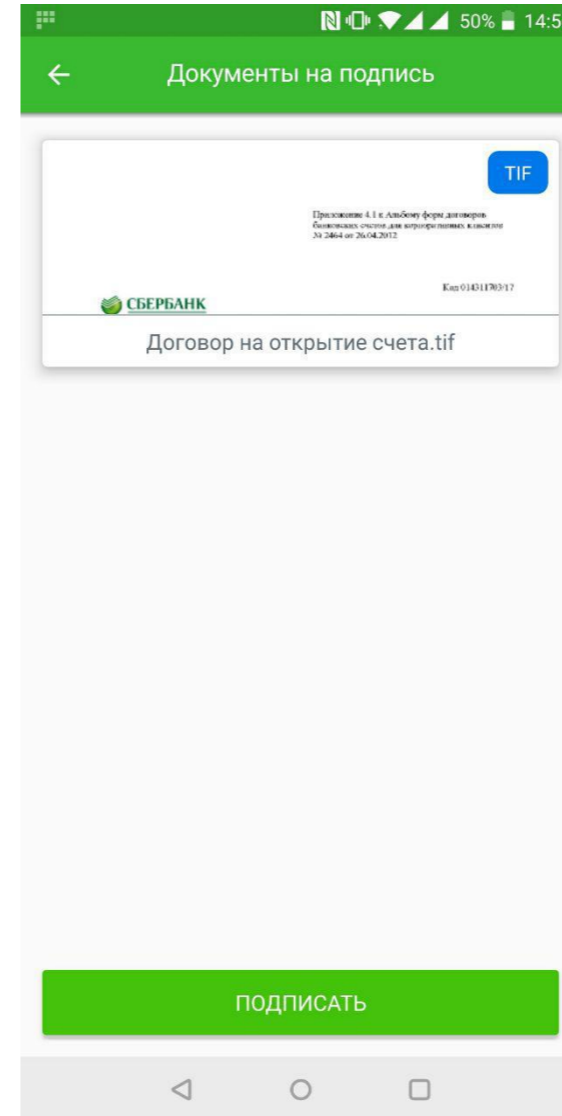 50% 14:5
Документы на подпись
TIF
Приложение 4.1 к Альбому форм договоров
банковских счетов для корпоративных клиентов
№ 2464 от 26.04.2012
Код 014311703/17
СБЕРБАНК
Договор на открытие счета.tif
ПОДПИСАТЬ